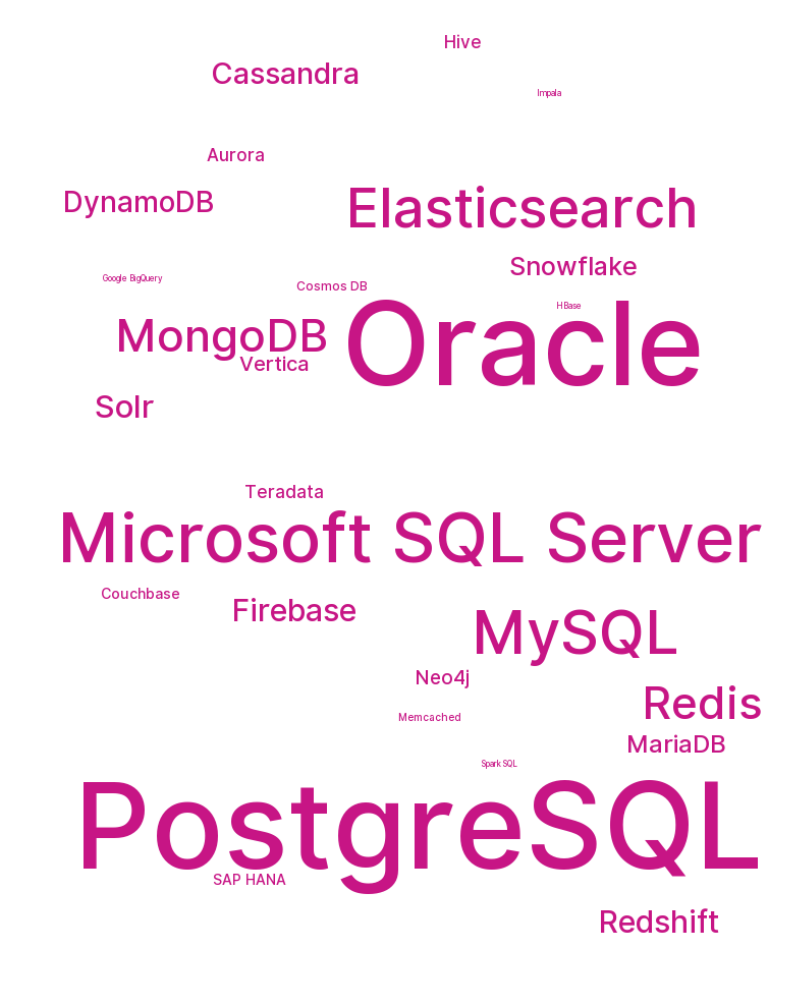 Hive
Cassandra
Impala
Aurora
DynamoDB
Elasticsearch
Snowflake
Google BigQuery
Cosmos DB
HBase
MongoDB
Oracle
Vertica
Solr
Teradata
Microsoft SQL Server
Couchbase
Firebase
MySQL
Neo4j
Redis
Memcached
MariaDB
Spark SQL
PostgreSQL
SAP HANA
Redshift